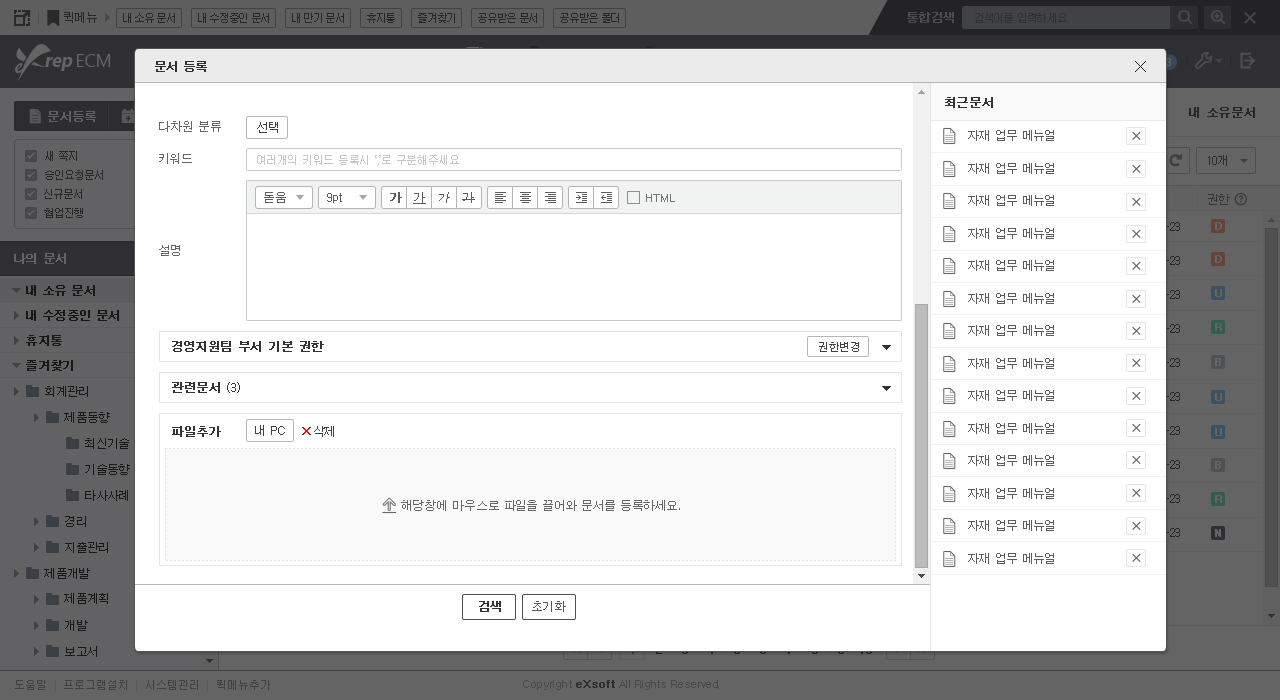 퀵메뉴 내 소유 문서 내 수정중인 문서 내 만기 문서 휴지통 즐겨찾기 공유받은 문서 공유받은 폴더 통합검색 검색어를 입력하세요
Xrep ECM
문서 등록
문서등록
새 쪽지
승인요청문서
신규문서
협업진행
나의 문서
내 소유 문서
내 수정중인 문서
휴지통
즐겨찾기
회계관리
제품동향
최신기술
기술동향
타사사례
경리
지출관리
제품개발
제품계획
개발
보고서
다차원 분류 선택
키워드 여러개의 키워드 등록시 ','로 구분해주세요
돋움 9pt 가 가 가 가 HTML
설명
경영지원팀 부서 기본 권한 권한변경
관련문서 (3)
파일추가 내 PC 삭제
해당창에 마우스로 파일을 끌어와 문서를 등록하세요.
검색 초기화
최근문서
자재 업무 메뉴얼
자재 업무 메뉴얼
자재 업무 메뉴얼
자재 업무 메뉴얼
자재 업무 메뉴얼
자재 업무 메뉴얼
자재 업무 메뉴얼
자재 업무 메뉴얼
자재 업무 메뉴얼
자재 업무 메뉴얼
자재 업무 메뉴얼
자재 업무 메뉴얼
자재 업무 메뉴얼
자재 업무 메뉴얼
3
내 소유문서
10개
권한 ?
-23 D
-23 D
-23 U
-23 R
-23 B
-23 U
-23 U
-23 B
-23 R
-23 N
도움말 프로그램설치 시스템관리 퀵메뉴추가
Copyright eXsoft All Rights Reserved.